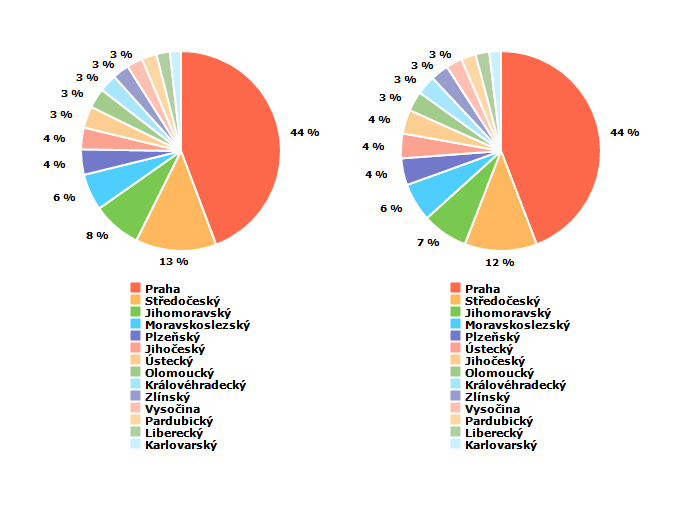 3 %
3 %
3 %
3 %
3 %
4 %
4 %
6 %
8 %
13 %
44 %
Praha
Středočeský
Jihomoravský
Moravskoslezský
Plzeňský
Jihočeský
Ústecký
Olomoucký
Královéhradecký
Zlínský
Vysočina
Pardubický
Liberecký
Karlovarský
3 %
3 %
3 %
3 %
4 %
4 %
4 %
6 %
7 %
12 %
44 %
Praha
Středočeský
Jihomoravský
Moravskoslezský
Plzeňský
Ústecký
Jihočeský
Olomoucký
Královéhradecký
Zlínský
Vysočina
Pardubický
Liberecký
Karlovarský